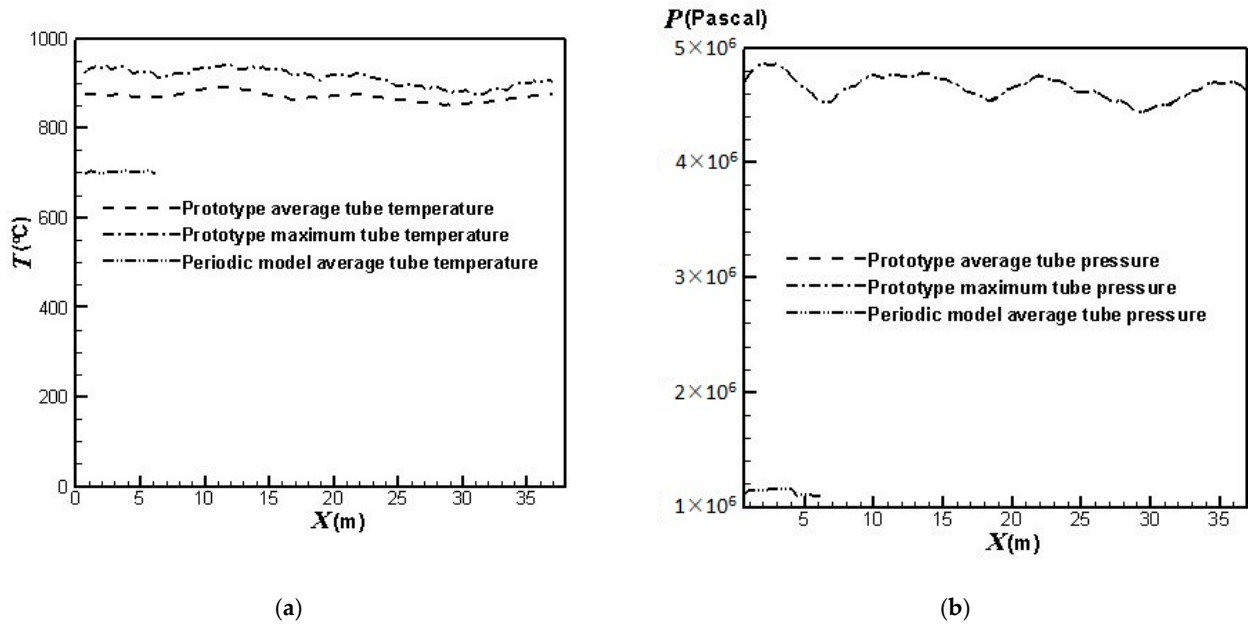 1000
800
600
400
200
0
T(ºC)
Prototype average tube temperature
Prototype maximum tube temperature
Periodic model average tube temperature
0 5 10 15 20 25 30 35
X(m)
(a)
P(Pascal)
5×10⁶
4×10⁶
3×10⁶
2×10⁶
1×10⁶
Prototype average tube pressure
Prototype maximum tube pressure
Periodic model average tube pressure
5 10 15 20 25 30 35
X(m)
(b)